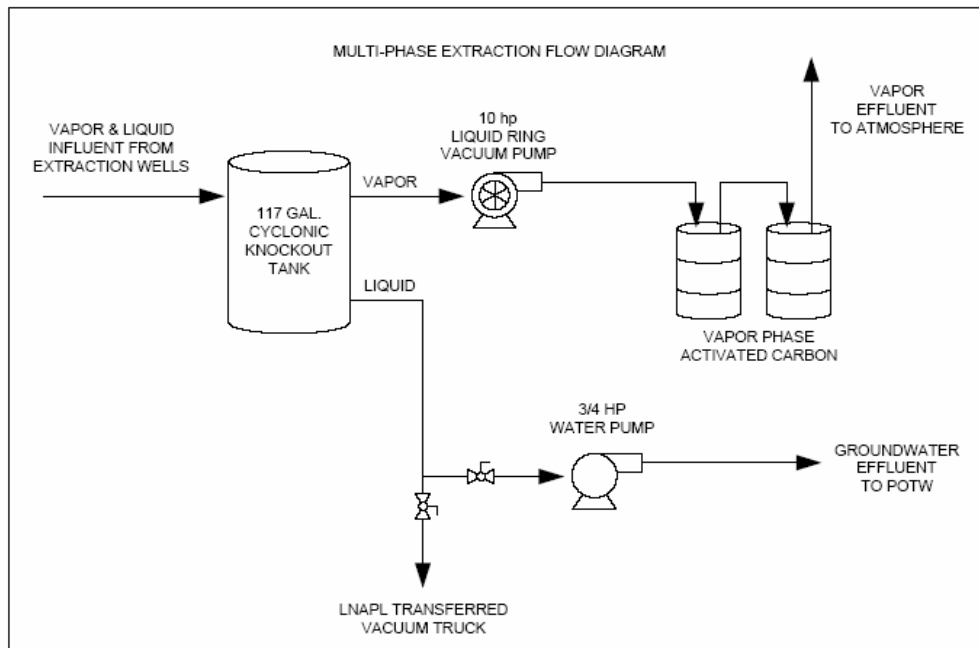 MULTI-PHASE EXTRACTION FLOW DIAGRAM
VAPOR & LIQUID
INFLUENT FROM
EXTRACTION WELLS
117 GAL.
CYCLONIC
KNOCKOUT
TANK
VAPOR
LIQUID
10 hp
LIQUID RING
VACUUM PUMP
VAPOR
EFFLUENT
TO ATMOSPHERE
VAPOR PHASE
ACTIVATED CARBON
3/4 HP
WATER PUMP
GROUNDWATER
EFFLUENT
TO POTW
LNAPL TRANSFERRED
VACUUM TRUCK